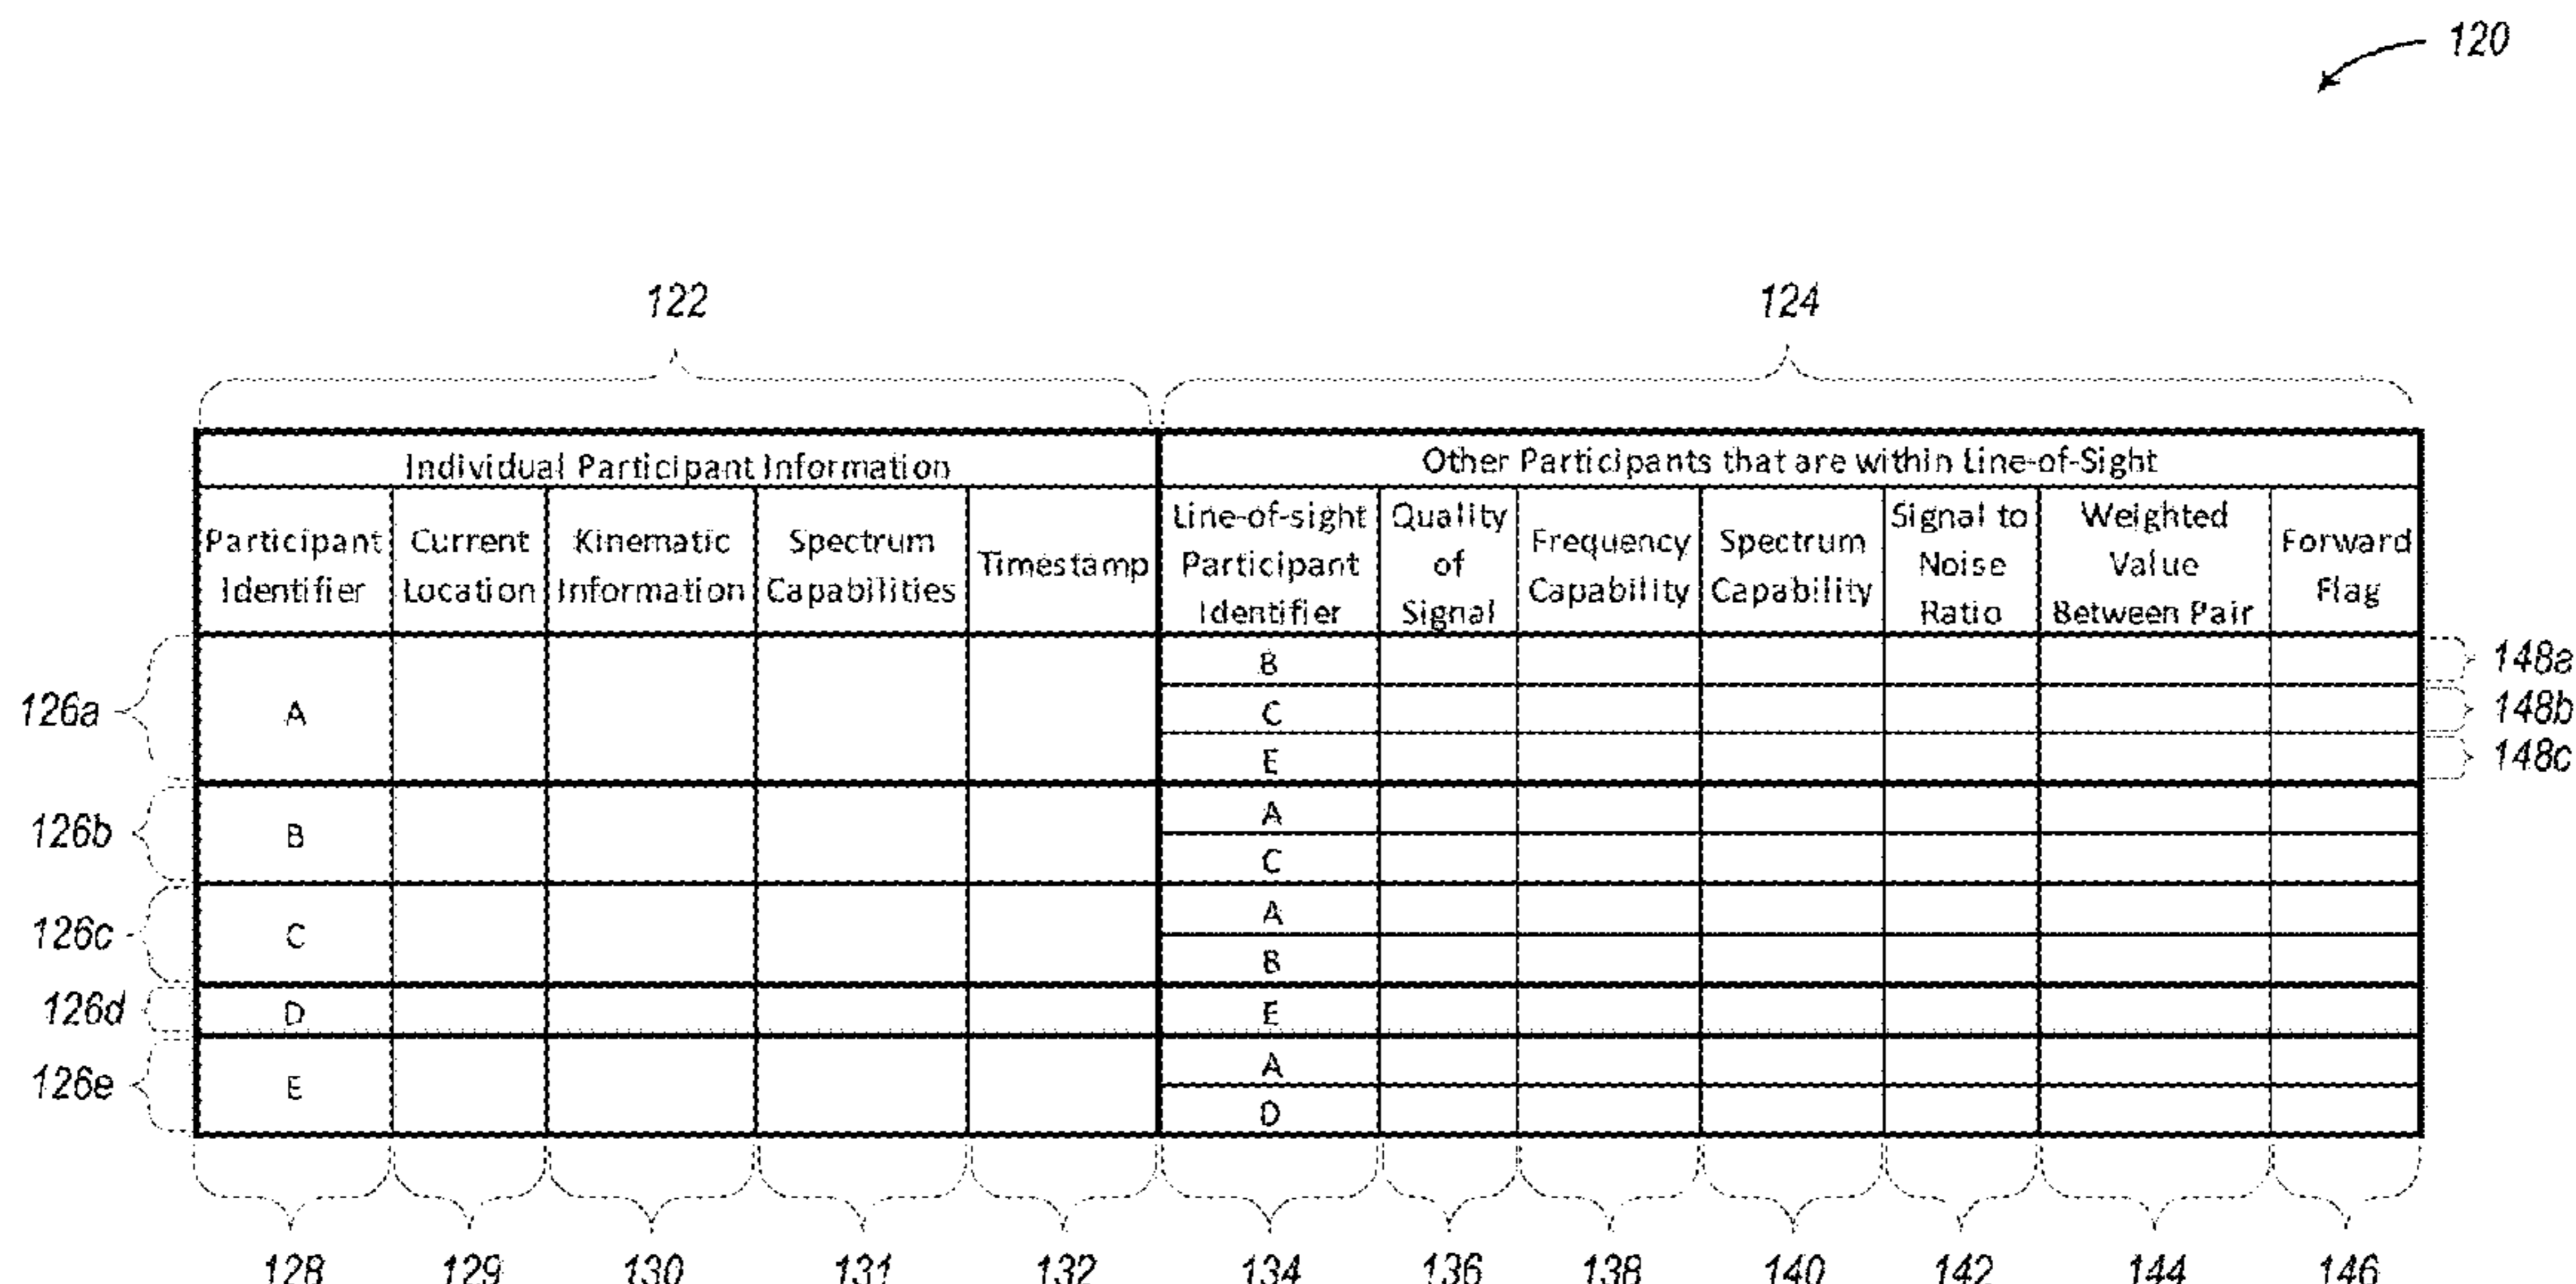 120
122
124
Individual Participant Information
Other Participants that are within Line-of-Sight
Participant Identifier
Current Location
Kinematic Information
Spectrum Capabilities
Timestamp
Line-of-sight Participant Identifier
Quality of Signal
Frequency Capability
Spectrum Capability
Signal to Noise Ratio
Weighted Value Between Pair
Forward Flag
126a
A
B
148a
C
148b
E
148c
126b
B
A
C
126c
C
A
B
126d
D
E
126e
E
A
D
128 129 130 131 132 134 136 138 140 142 144 146